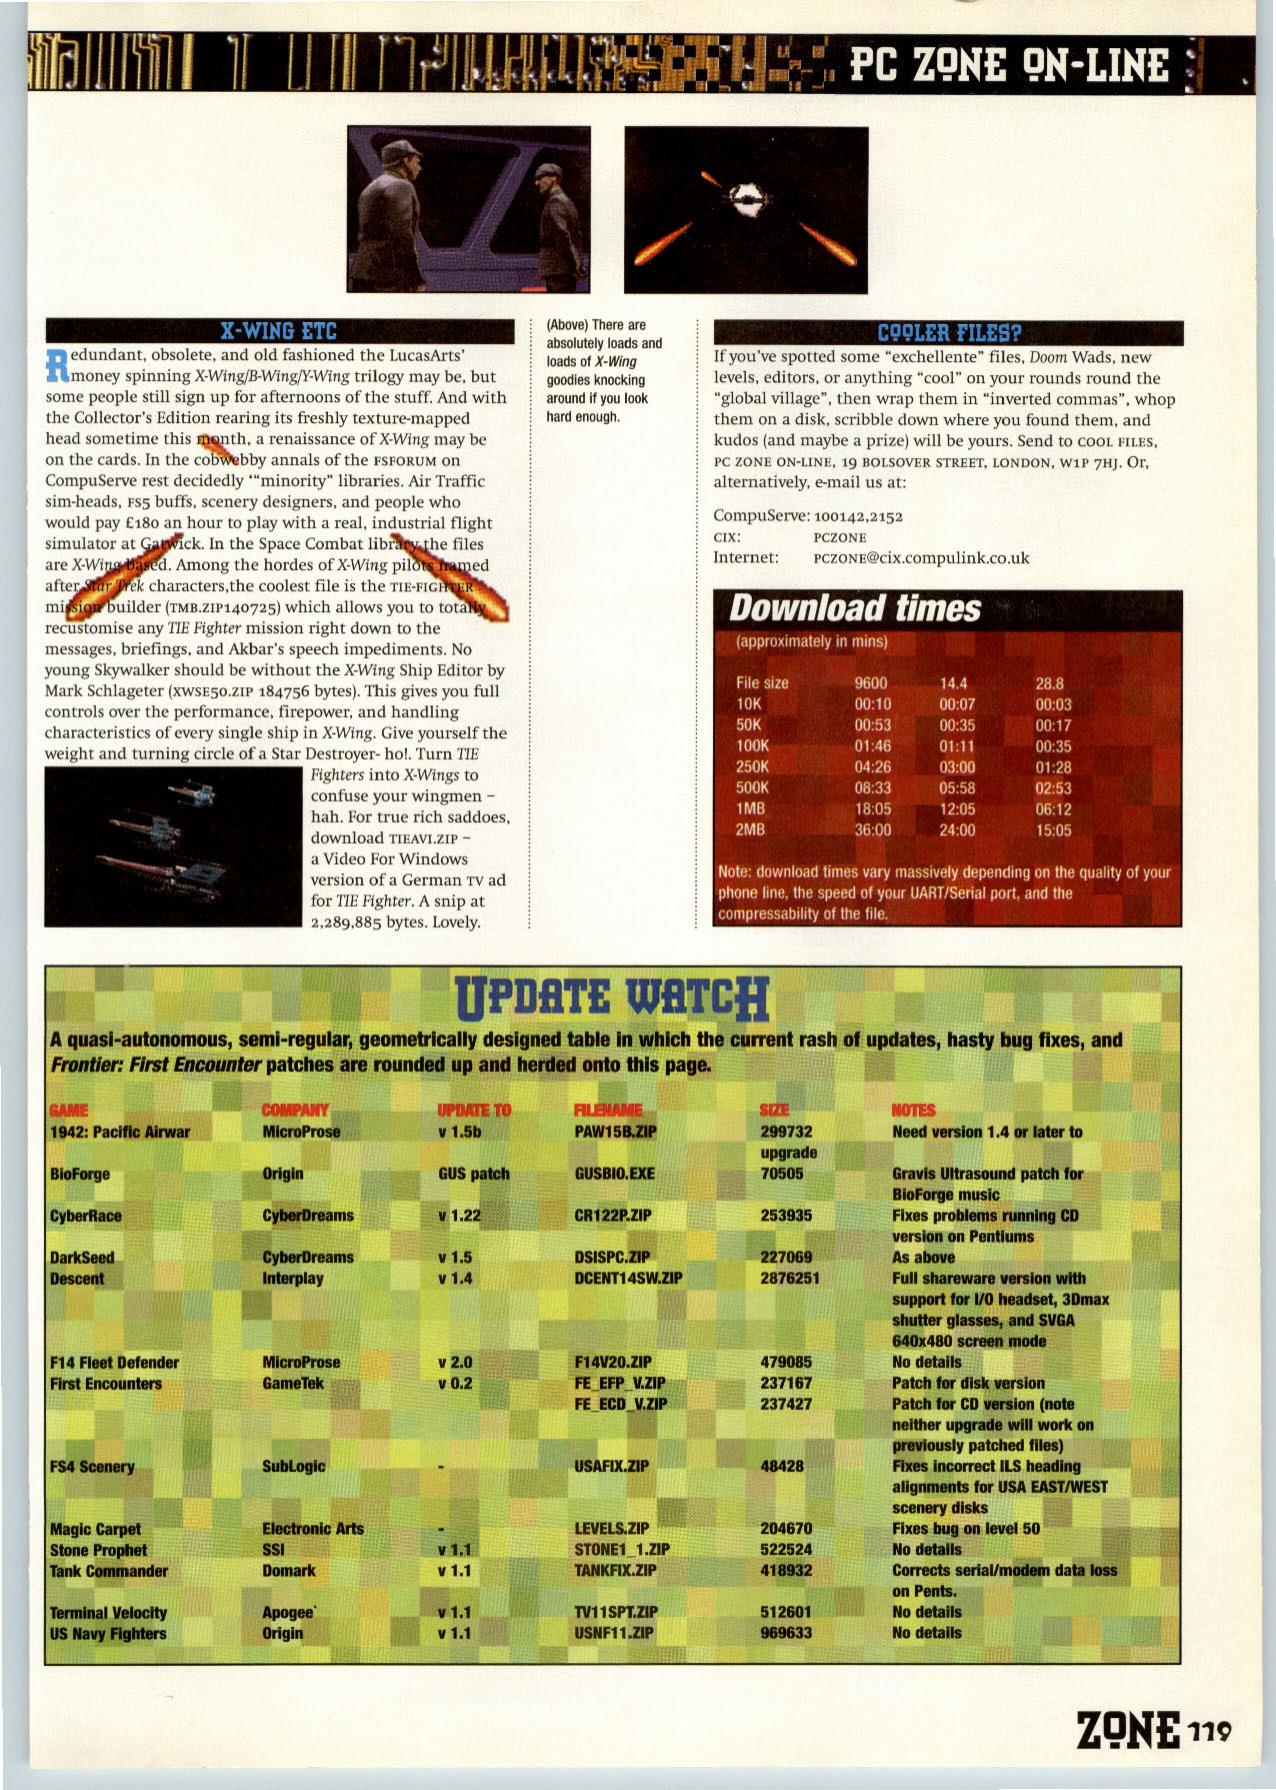 PC ZONE ON-LINE
X-WING ETC
Redundant, obsolete, and old fashioned the LucasArts'
money spinning X-Wing/B-Wing/Y-Wing trilogy may be, but
some people still sign up for afternoons of the stuff. And with
the Collector's Edition rearing its freshly texture-mapped
head sometime this month, a renaissance of X-Wing may be
on the cards. In the cobwebby annals of the FSFORUM on
CompuServe rest decidedly '"minority" libraries. Air Traffic
sim-heads, FS5 buffs, scenery designers, and people who
would pay £180 an hour to play with a real, industrial flight
simulator at Gatwick. In the Space Combat library the files
are X-Wing based. Among the hordes of X-Wing pilots framed
after Star Trek characters,the coolest file is the TIE-FIGHTER
mission builder (TMB.ZIP140725) which allows you to totally
recustomise any TIE Fighter mission right down to the
messages, briefings, and Akbar's speech impediments. No
young Skywalker should be without the X-Wing Ship Editor by
Mark Schlageter (XWSE50.ZIP 184756 bytes). This gives you full
controls over the performance, firepower, and handling
characteristics of every single ship in X-Wing. Give yourself the
weight and turning circle of a Star Destroyer- ho!. Turn TIE
Fighters into X-Wings to
confuse your wingmen –
hah. For true rich saddoes,
download TIEAVI.ZIP –
a Video For Windows
version of a German TV ad
for TIE Fighter. A snip at
2,289,885 bytes. Lovely.
(Above) There are
absolutely loads and
loads of X-Wing
goodies knocking
around if you look
hard enough.
COOLER FILES?
If you've spotted some "exchellente" files, Doom Wads, new
levels, editors, or anything "cool" on your rounds round the
"global village", then wrap them in "inverted commas", whop
them on a disk, scribble down where you found them, and
kudos (and maybe a prize) will be yours. Send to COOL FILES,
PC ZONE ON-LINE, 19 BOLSOVER STREET, LONDON, W1P 7HJ. Or,
alternatively, e-mail us at:
CompuServe: 100142,2152
CIX: PCZONE
Internet: PCZONE@cix.compulink.co.uk
Download times
(approximately in mins)
File size 9600 14.4 28.8
10K 00:10 00:07 00:03
50K 00:53 00:35 00:17
100K 01:46 01:11 00:35
250K 04:26 03:00 01:28
500K 08:33 05:58 02:53
1MB 18:05 12:05 06:12
2MB 36:00 24:00 15:05
Note: download times vary massively depending on the quality of your
phone line, the speed of your UART/Serial port, and the
compressability of the file.
UPDATE WATCH
A quasi-autonomous, semi-regular, geometrically designed table in which the current rash of updates, hasty bug fixes, and
Frontier: First Encounter patches are rounded up and herded onto this page.
GAME COMPANY UPDATE TO FILENAME SIZE NOTES
1942: Pacific Airwar MicroProse v 1.5b PAW15B.ZIP 299732 Need version 1.4 or later to
upgrade
BioForge Origin GUS patch GUSBIO.EXE 70505 Gravis Ultrasound patch for
BioForge music
CyberRace CyberDreams v 1.22 CR122P.ZIP 253935 Fixes problems running CD
version on Pentiums
DarkSeed CyberDreams v 1.5 DSISPC.ZIP 227069 As above
Descent Interplay v 1.4 DCENT14SW.ZIP 2876251 Full shareware version with
support for I/O headset, 3Dmax
shutter glasses, and SVGA
640x480 screen mode
F14 Fleet Defender MicroProse v 2.0 F14V20.ZIP 479085 No details
First Encounters GameTek v 0.2 FE_EFP_V.ZIP 237167 Patch for disk version
FE_ECD_V.ZIP 237427 Patch for CD version (note
neither upgrade will work on
previously patched files)
FS4 Scenery SubLogic - USAFIX.ZIP 48428 Fixes incorrect ILS heading
alignments for USA EAST/WEST
scenery disks
Magic Carpet Electronic Arts - LEVELS.ZIP 204670 Fixes bug on level 50
Stone Prophet SSI v 1.1 STONE1_1.ZIP 522524 No details
Tank Commander Domark v 1.1 TANKFIX.ZIP 418932 Corrects serial/modem data loss
on Pents.
Terminal Velocity Apogee v 1.1 TV11SPT.ZIP 512601 No details
US Navy Fighters Origin v 1.1 USNF11.ZIP 969633 No details
ZONE 119